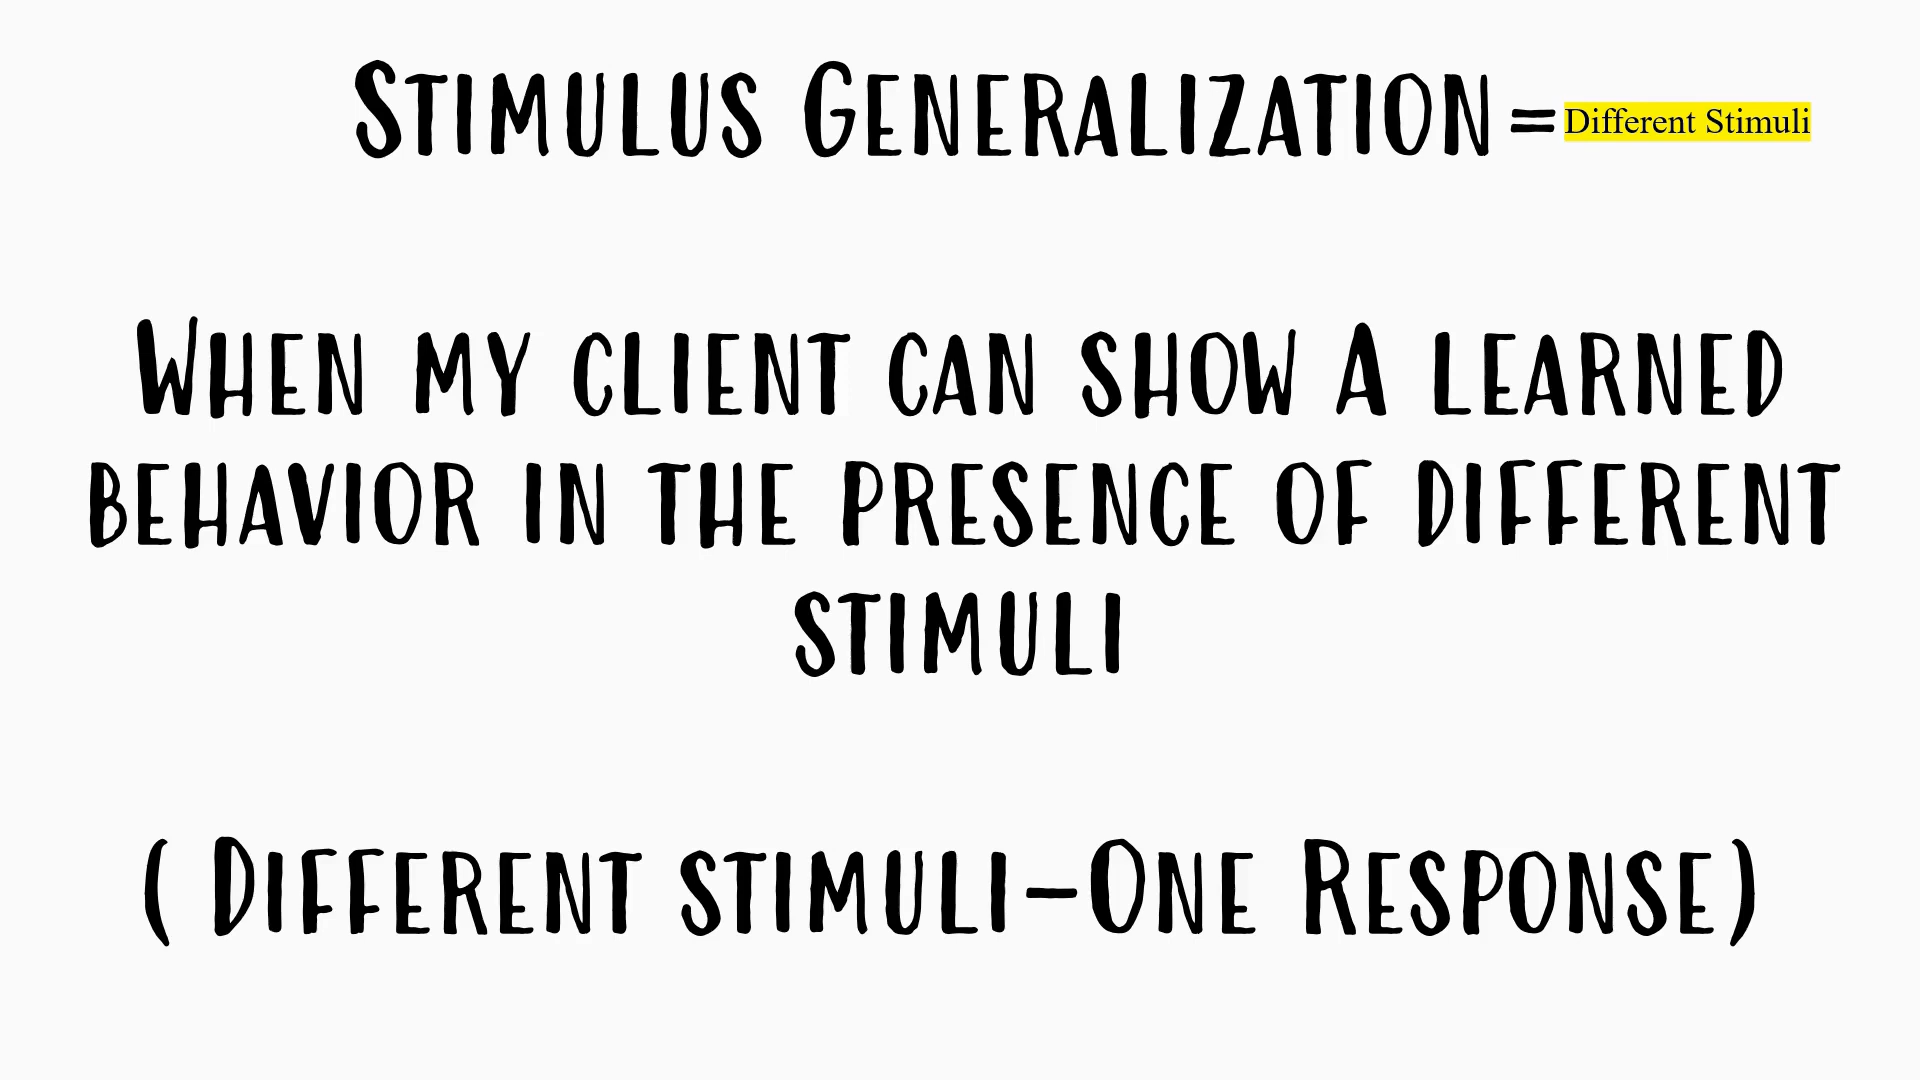 Stimulus Generalization=Different Stimuli
When my client can show a learned
behavior in the presence of different
stimuli
( Different stimuli-One Response)